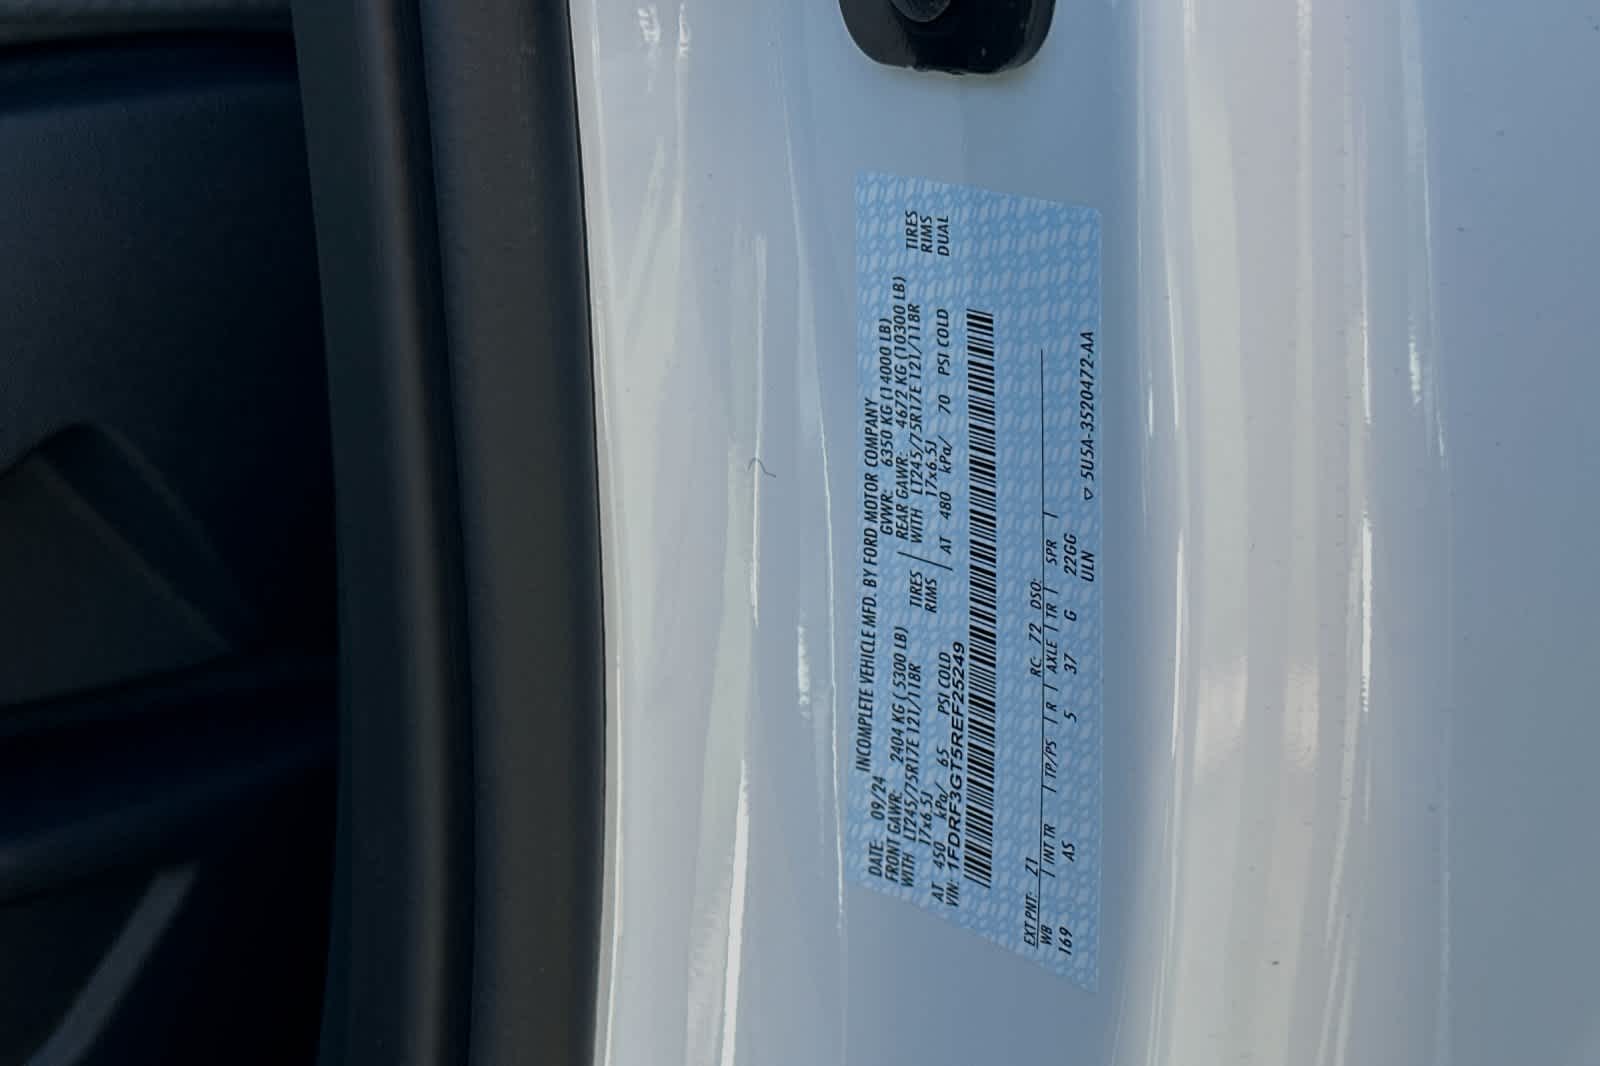 INCOMPLETE VEHICLE MFD. BY FORD MOTOR COMPANY
DATE: 09/24 GVWR: 6350 KG (14000 LB)
FRONT GAWR: 2404 KG ( 5300 LB) REAR GAWR: 4672 KG (10300 LB)
WITH LT245/75R17E 121/118R TIRES WITH LT245/75R17E 121/118R TIRES
17x6.5J RIMS 17x6.5J RIMS
AT 450 kPa/ 65 PSI COLD AT 480 kPa/ 70 PSI COLD DUAL
VIN: 1FDRF3GT5REF25249
EXT PNT: Z1 RC: 72 DSO:
WB | INT TR | TP/PS | R | AXLE | TR | SPR |
169 AS 5 37 G 22GG
ULN ▽ 5U5A-3520472-AA